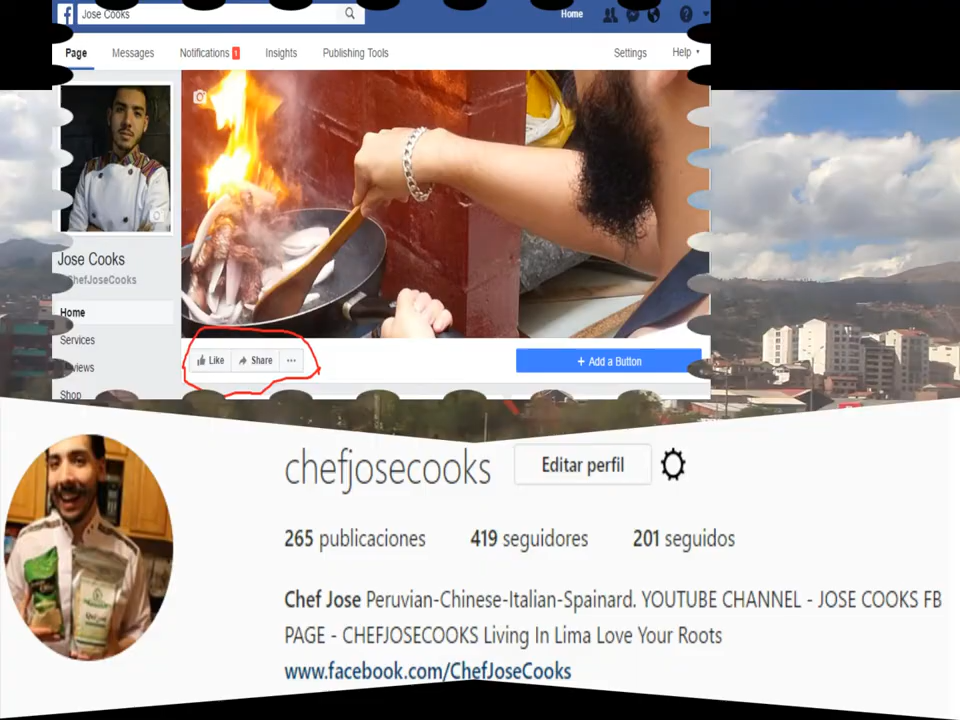 Jose Cooks
Home
Page Messages Notifications 1 Insights Publishing Tools Settings Help
Jose Cooks
ChefJoseCooks
Home
Services
Shop
Like Share ...
+ Add a Button
chefjosecooks Editar perfil
265 publicaciones 419 seguidores 201 seguidos
Chef Jose Peruvian-Chinese-Italian-Spainard. YOUTUBE CHANNEL - JOSE COOKS FB
PAGE - CHEFJOSECOOKS Living In Lima Love Your Roots
www.facebook.com/ChefJoseCooks